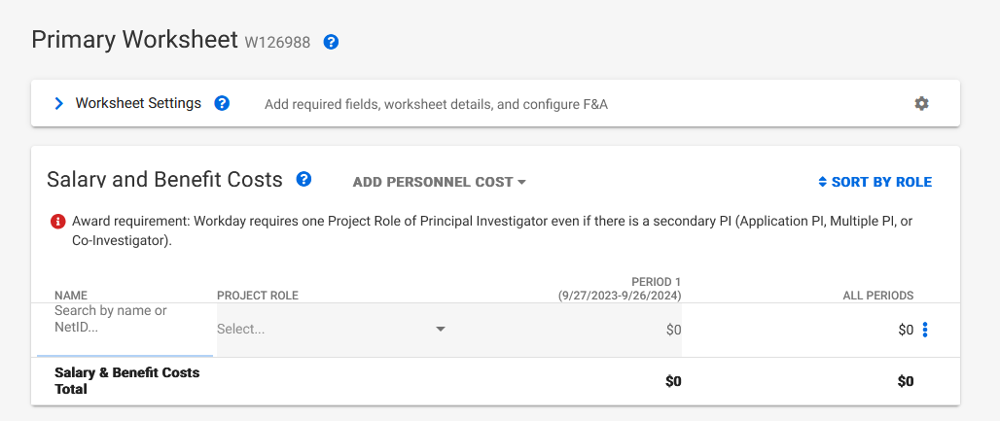 Primary Worksheet W126988
Worksheet Settings Add required fields, worksheet details, and configure F&A
Salary and Benefit Costs ADD PERSONNEL COST SORT BY ROLE
Award requirement: Workday requires one Project Role of Principal Investigator even if there is a secondary PI (Application PI, Multiple PI, or
Co-Investigator).
PERIOD 1
NAME PROJECT ROLE (9/27/2023-9/26/2024) ALL PERIODS
Search by name or
NetID... Select... $0 $0
Salary & Benefit Costs
Total $0 $0